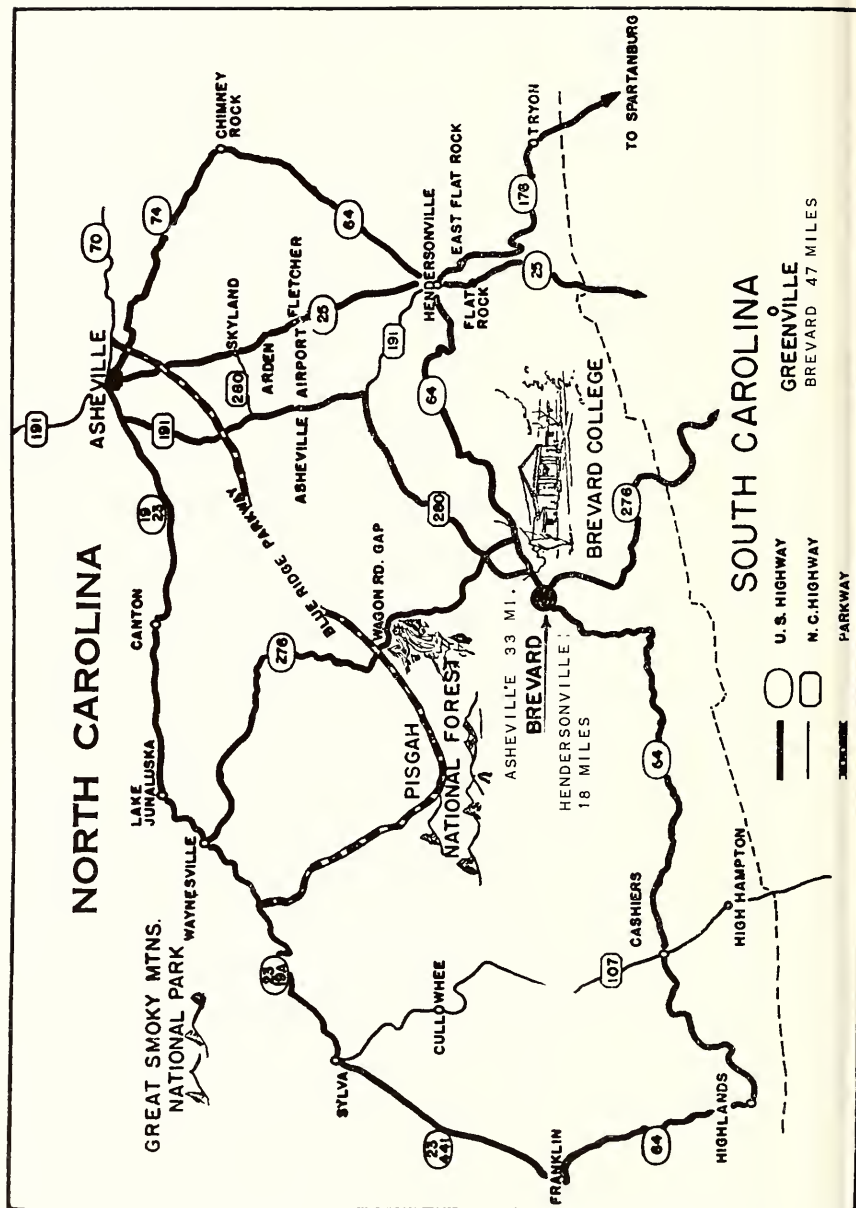 NORTH CAROLINA
GREAT SMOKY MTNS.
NATIONAL PARK
WAYNESVILLE
LAKE
JUNALUSKA
CANTON
19
23
ASHEVILLE
191
70
74
CHIMNEY
ROCK
191
SKYLAND
280
ARDEN
FLETCHER
25
ASHEVILLE AIRPORT
BLUE RIDGE PARKWAY
276
WAGON RD. GAP
PISGAH
NATIONAL FOREST
64
191
HENDERSONVILLE
EAST FLAT ROCK
FLAT
ROCK
64
280
176
TRYON
25
TO SPARTANBURG
23
19A
SYLVA
CULLOWHEE
23
441
FRANKLIN
64
HIGHLANDS
107
CASHIERS
HIGH HAMPTON
64
ASHEVILLE 33 MI.
BREVARD
HENDERSONVILLE:
18 MILES
BREVARD COLLEGE
276
SOUTH CAROLINA
GREENVILLE
BREVARD 47 MILES
U.S. HIGHWAY
N.C. HIGHWAY
PARKWAY